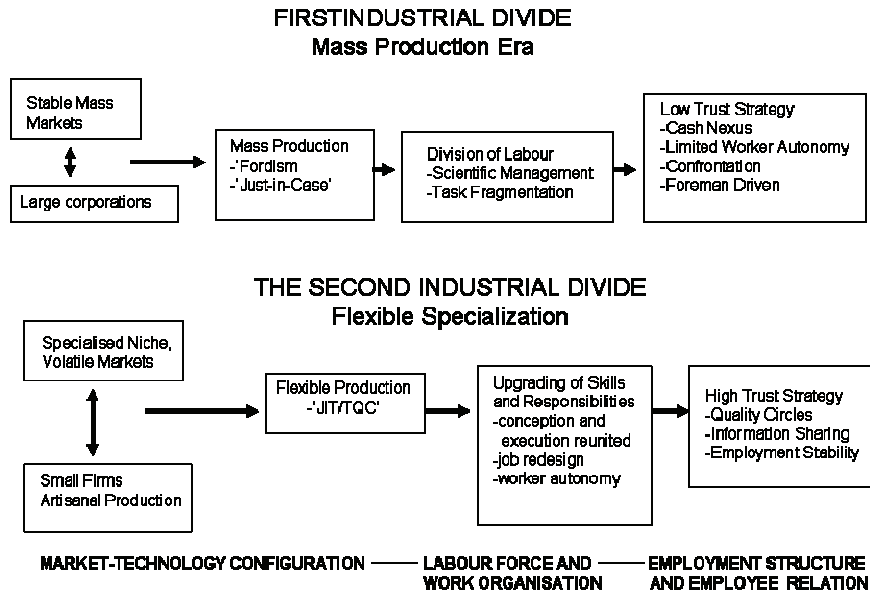 FIRSTINDUSTRIAL DIVIDE
Mass Production Era
Stable Mass
Markets
Large corporations
Mass Production
-'Fordism
-'Just-in-Case'
Division of Labour
-Scientific Management
-Task Fragmentation
Low Trust Strategy
-Cash Nexus
-Limited Worker Autonomy
-Confrontation
-Foreman Driven
THE SECOND INDUSTRIAL DIVIDE
Flexible Specialization
Specialised Niche,
Volatile Markets
Small Firms
Artisanal Production
Flexible Production
-'JIT/TQC'
Upgrading of Skills
and Responsibilities
-conception and
execution reunited
-job redesign
-worker autonomy
High Trust Strategy
-Quality Circles
-Information Sharing
-Employment Stability
MARKET-TECHNOLOGY CONFIGURATION
LABOUR FORCE AND
WORK ORGANISATION
EMPLOYMENT STRUCTURE
AND EMPLOYEE RELATION